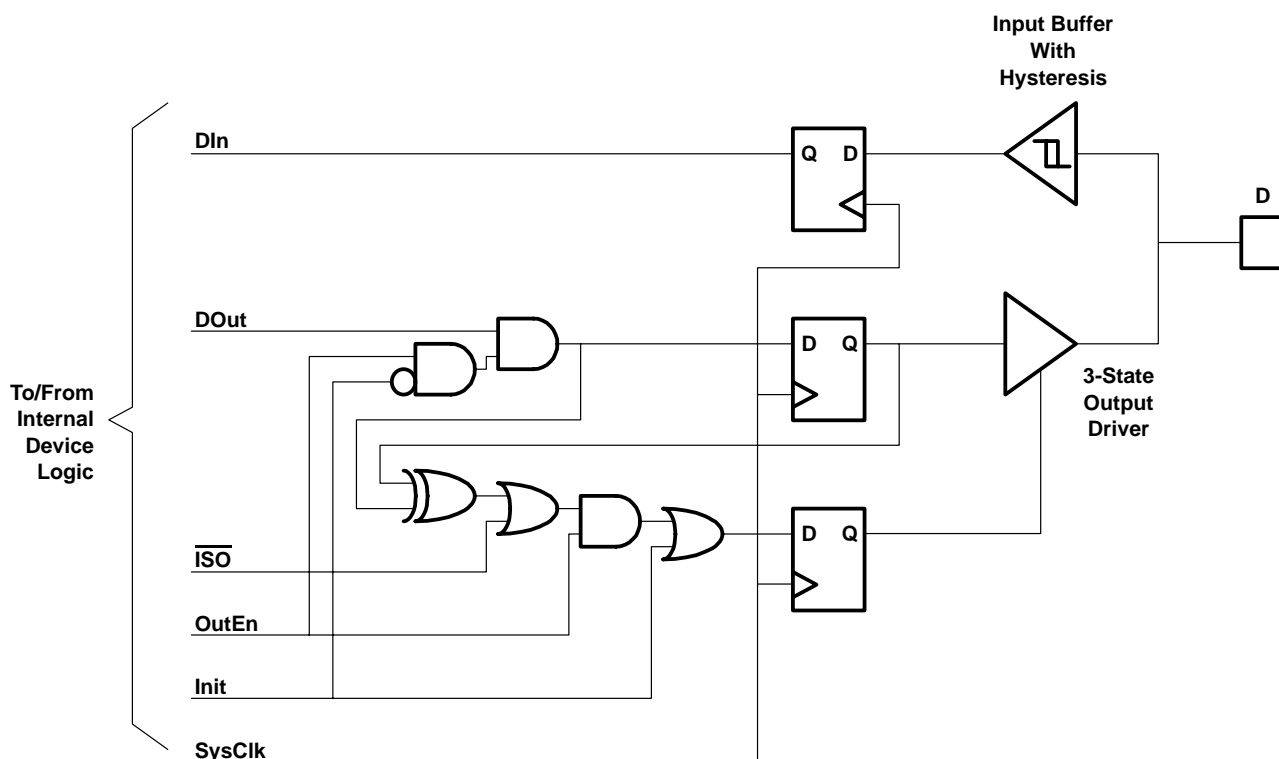 Input Buffer
With
Hysteresis
DIn
Q D
D
DOut
D Q
3-State
Output
Driver
To/From
Internal
Device
Logic
D Q
ISO
OutEn
Init
SysClk